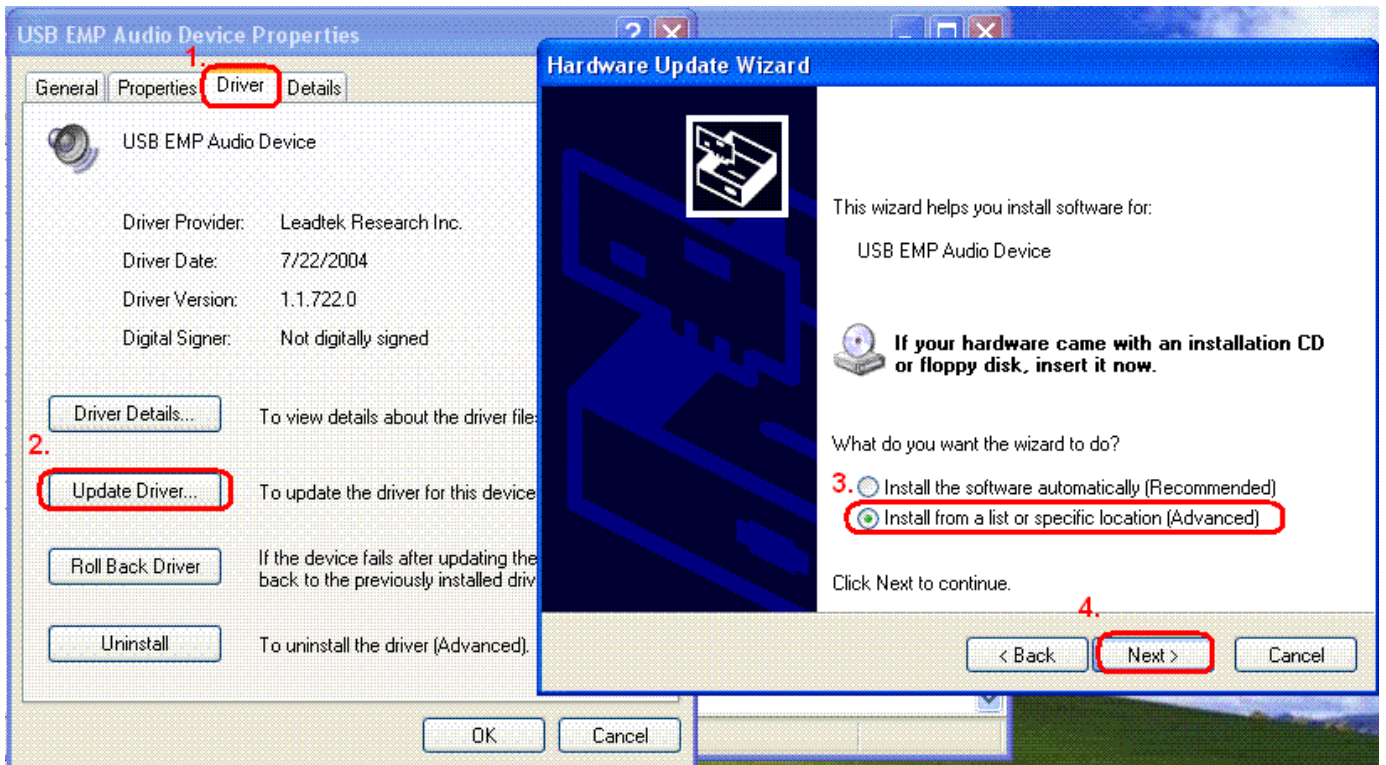 USB EMP Audio Device Properties
1.
General Properties Driver Details
USB EMP Audio Device
Driver Provider: Leadtek Research Inc.
Driver Date: 7/22/2004
Driver Version: 1.1.722.0
Digital Signer: Not digitally signed
Driver Details... To view details about the driver files
2.
Update Driver... To update the driver for this device
Roll Back Driver
If the device fails after updating the
back to the previously installed driv
Uninstall To uninstall the driver (Advanced).
OK Cancel
Hardware Update Wizard
This wizard helps you install software for:
USB EMP Audio Device
If your hardware came with an installation CD
or floppy disk, insert it now.
What do you want the wizard to do?
3. Install the software automatically (Recommended)
Install from a list or specific location (Advanced)
Click Next to continue.
4.
< Back Next > Cancel